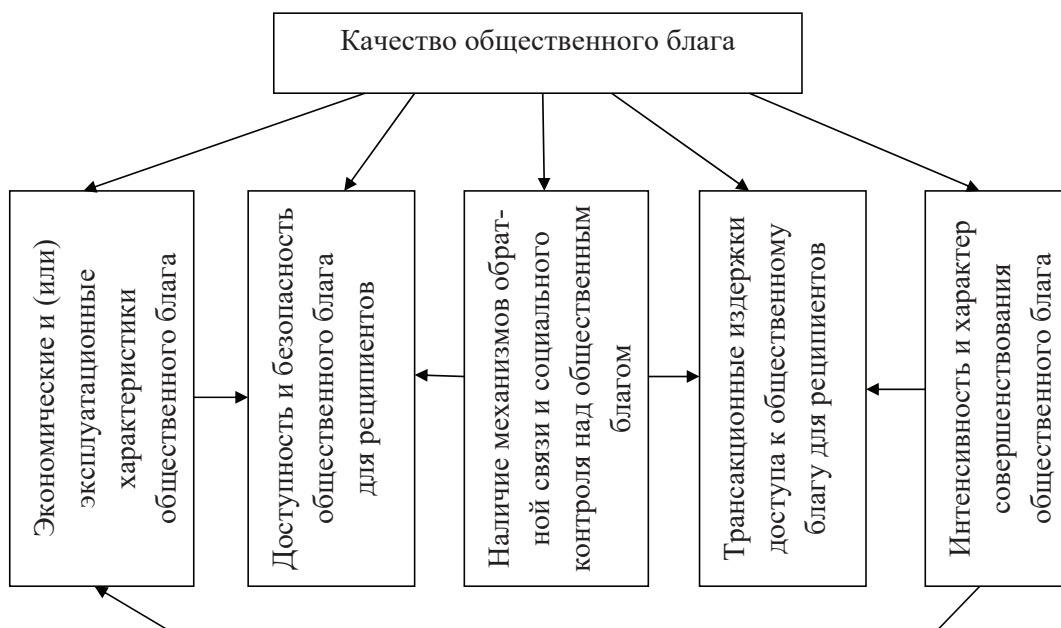 Качество общественного блага
Экономические и (или)
эксплуатационные
характеристики
общественного блага
Доступность и безопасность
общественного блага
для реципиентов
Наличие механизмов обрат-
ной связи и социального
контроля над общественным
благом
Трансакционные издержки
доступа к общественному
благу для реципиентов
Интенсивность и характер
совершенствования
общественного блага